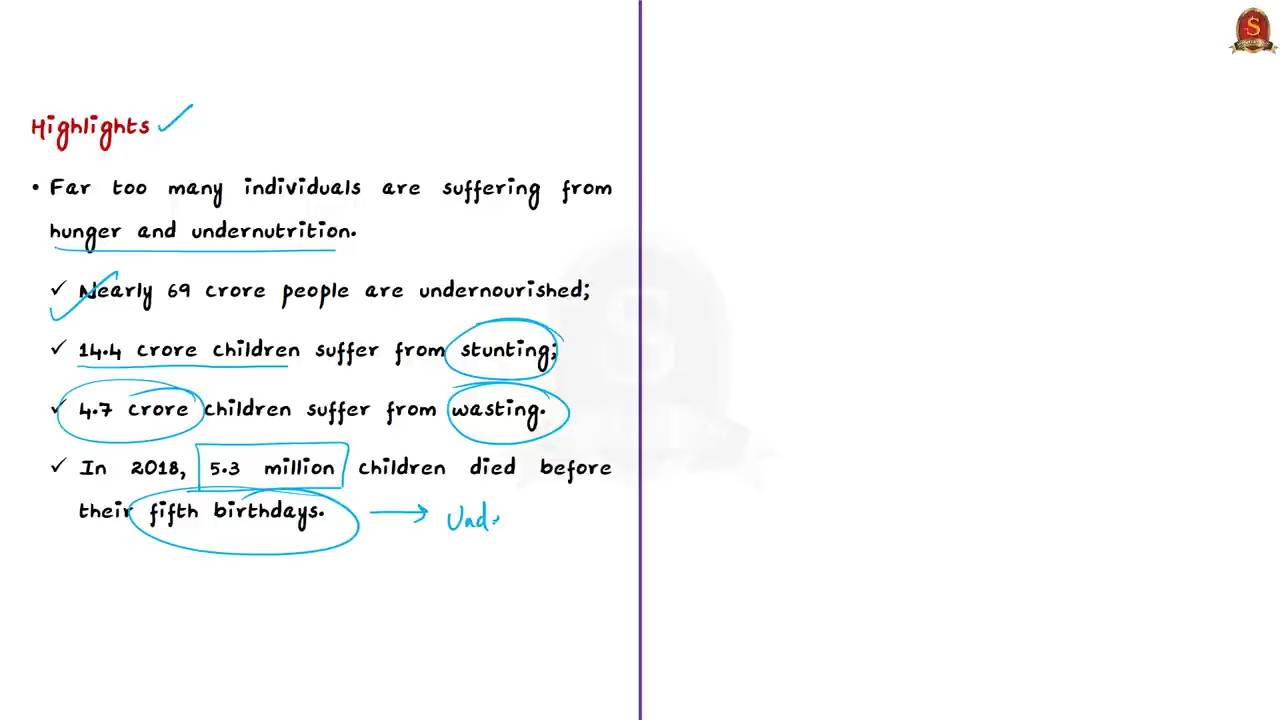 Highlights
• Far too many individuals are suffering from
hunger and undernutrition.
✓ Nearly 69 crore people are undernourished;
✓ 14.4 crore children suffer from stunting;
✓ 4.7 crore children suffer from wasting.
✓ In 2018, 5.3 million children died before
their fifth birthdays. → Und
S